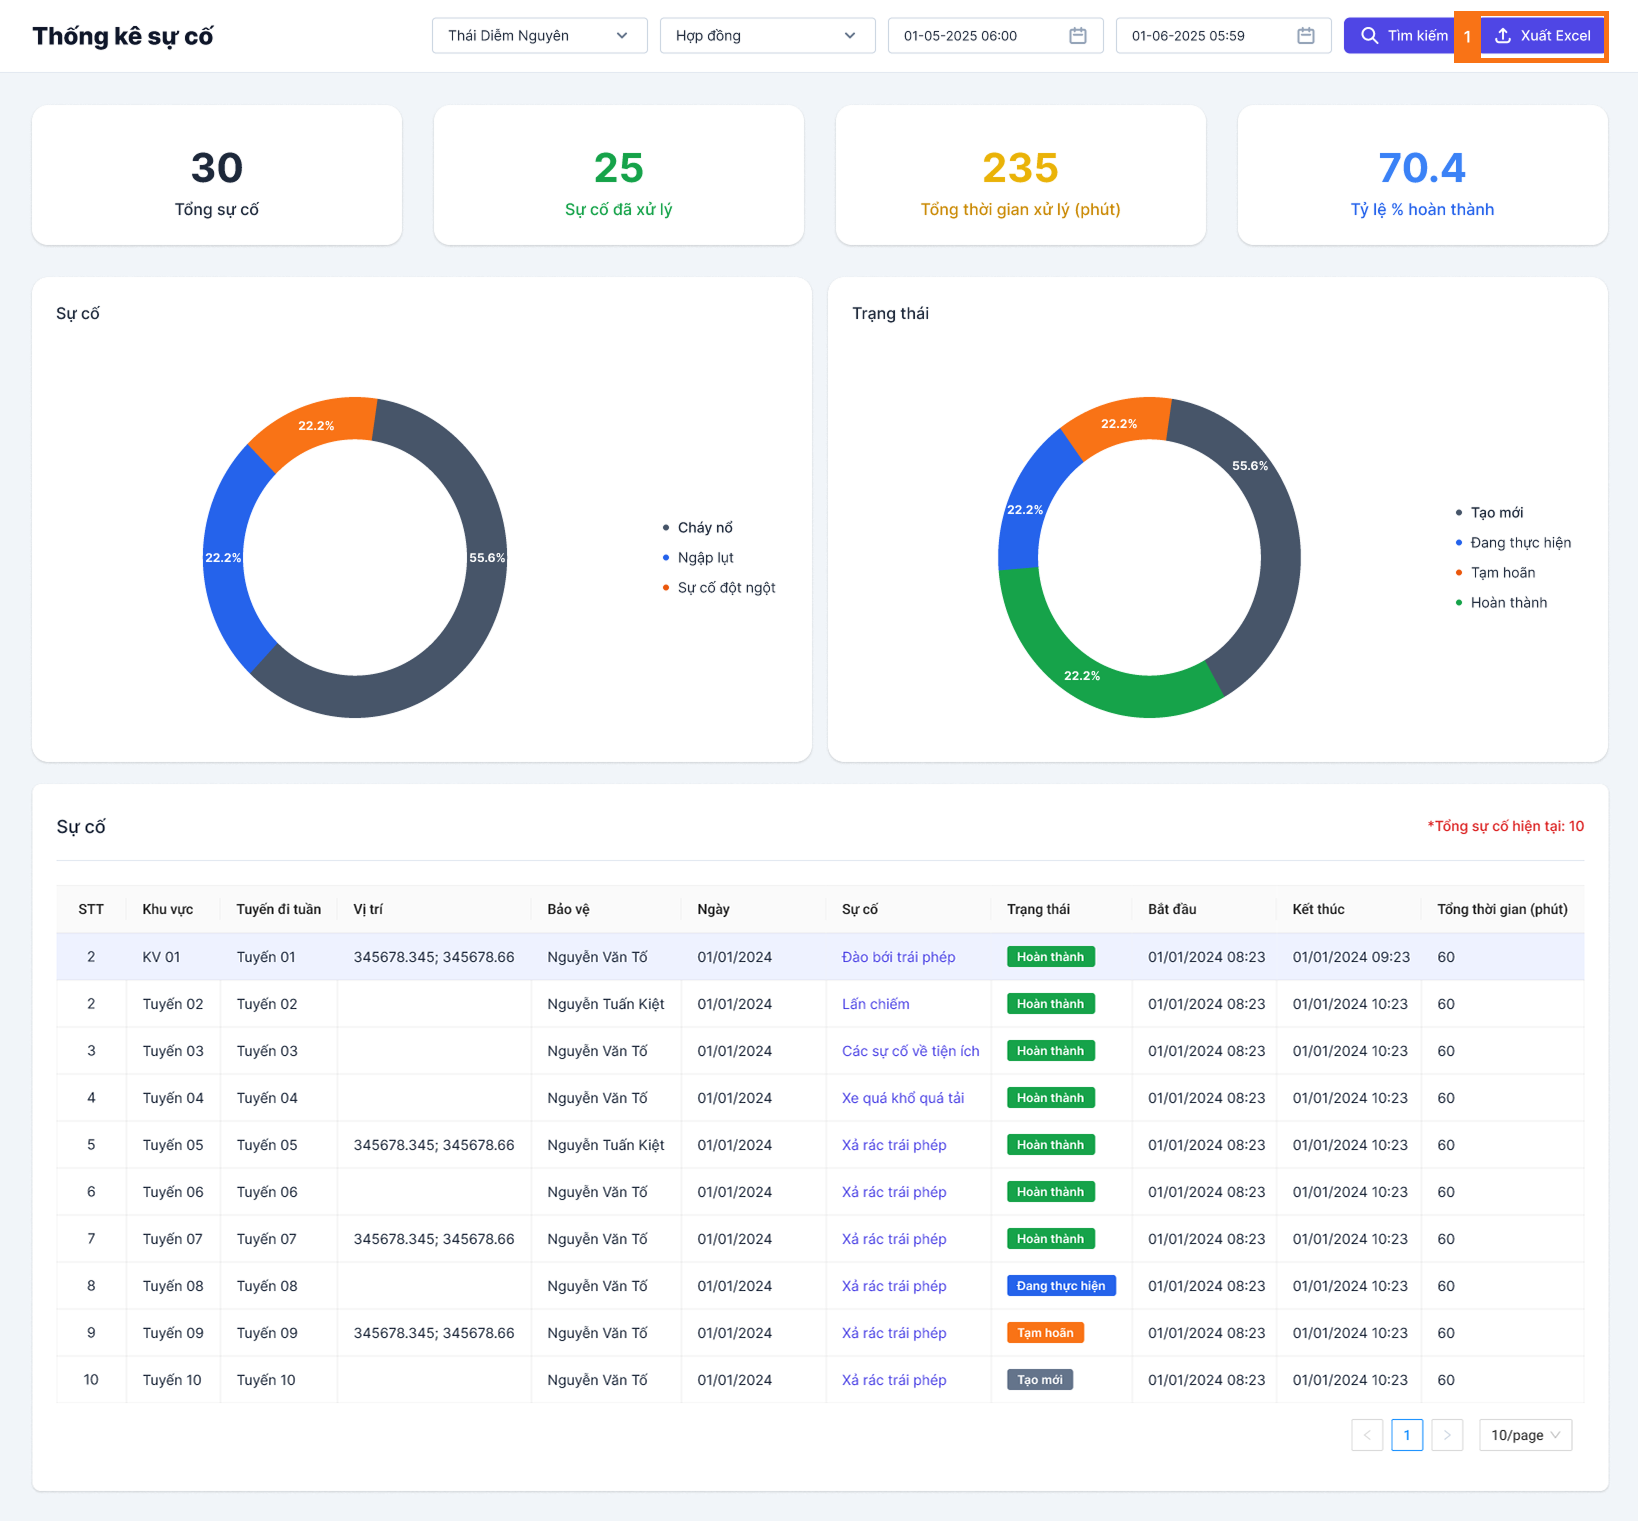 Thống kê sự cố
Thái Diễm Nguyên
Hợp đồng
01-05-2025 06:00
01-06-2025 05:59
Tìm kiếm
1
Xuất Excel
30
Tổng sự cố
25
Sự cố đã xử lý
235
Tổng thời gian xử lý (phút)
70.4
Tỷ lệ % hoàn thành
Sự cố
22.2%
22.2%
55.6%
Cháy nổ
Ngập lụt
Sự cố đột ngột
Trạng thái
22.2%
55.6%
22.2%
22.2%
Tạo mới
Đang thực hiện
Tạm hoãn
Hoàn thành
Sự cố
*Tổng sự cố hiện tại: 10
STT Khu vực Tuyến đi tuần Vị trí Bảo vệ Ngày Sự cố Trạng thái Bắt đầu Kết thúc Tổng thời gian (phút)
2 KV 01 Tuyến 01 345678.345; 345678.66 Nguyễn Văn Tố 01/01/2024 Đào bới trái phép Hoàn thành 01/01/2024 08:23 01/01/2024 09:23 60
2 Tuyến 02 Tuyến 02 Nguyễn Tuấn Kiệt 01/01/2024 Lấn chiếm Hoàn thành 01/01/2024 08:23 01/01/2024 10:23 60
3 Tuyến 03 Tuyến 03 Nguyễn Văn Tố 01/01/2024 Các sự cố về tiện ích Hoàn thành 01/01/2024 08:23 01/01/2024 10:23 60
4 Tuyến 04 Tuyến 04 Nguyễn Văn Tố 01/01/2024 Xe quá khổ quá tải Hoàn thành 01/01/2024 08:23 01/01/2024 10:23 60
5 Tuyến 05 Tuyến 05 345678.345; 345678.66 Nguyễn Tuấn Kiệt 01/01/2024 Xả rác trái phép Hoàn thành 01/01/2024 08:23 01/01/2024 10:23 60
6 Tuyến 06 Tuyến 06 Nguyễn Văn Tố 01/01/2024 Xả rác trái phép Hoàn thành 01/01/2024 08:23 01/01/2024 10:23 60
7 Tuyến 07 Tuyến 07 345678.345; 345678.66 Nguyễn Văn Tố 01/01/2024 Xả rác trái phép Hoàn thành 01/01/2024 08:23 01/01/2024 10:23 60
8 Tuyến 08 Tuyến 08 Nguyễn Văn Tố 01/01/2024 Xả rác trái phép Đang thực hiện 01/01/2024 08:23 01/01/2024 10:23 60
9 Tuyến 09 Tuyến 09 345678.345; 345678.66 Nguyễn Văn Tố 01/01/2024 Xả rác trái phép Tạm hoãn 01/01/2024 08:23 01/01/2024 10:23 60
10 Tuyến 10 Tuyến 10 Nguyễn Văn Tố 01/01/2024 Xả rác trái phép Tạo mới 01/01/2024 08:23 01/01/2024 10:23 60
< 1 > 10/page